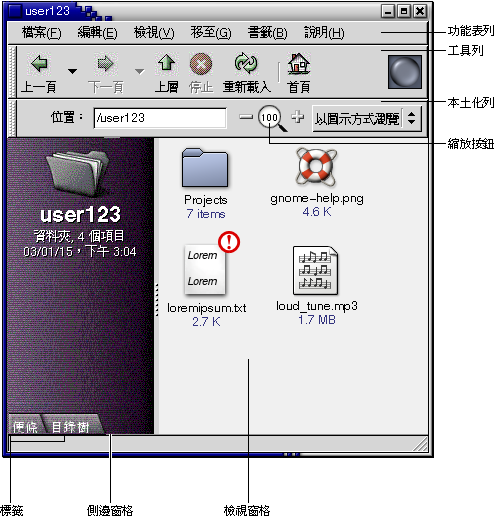 user123
檔案(F) 編輯(E) 檢視(V) 移至(G) 書籤(B) 說明(H)
功能表列
工具列
上一頁 下一頁 上層 停止 重新載入 首頁
本土化列
位置： /user123 100 以圖示方式瀏覽
縮放按鈕
user123
資料夾, 4 個項目
03/01/15，下午 3:04
Projects
7 items
gnome-help.png
4.6 K
Lorem
Lorem
loremipsum.txt
2.7 K
loud_tune.mp3
1.7 MB
便條 目錄樹
標籤 側邊窗格 檢視窗格